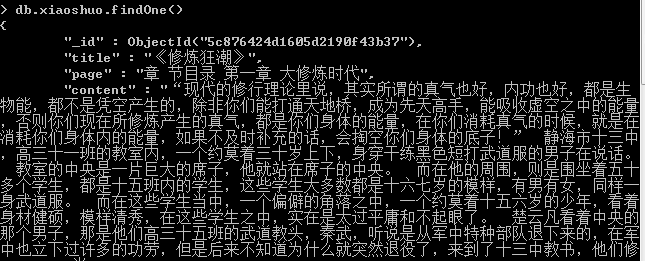 > db.xiaoshuo.findOne()
{
"_id" : ObjectId("5c876424d1605d2190f43b37"),
"title" : "《修炼狂潮》",
"page" : "章 节目录 第一章 大修炼时代",
"content" : "“现代的修行理论里说，其实所谓的真气也好，内功也好，都是生
物能，都不是凭空产生的，除非你们能打通天地桥，成为先天高手，能吸收虚空之中的能量
，否则你们现在所修炼产生的真气，都是你们身体的能量，在你们消耗真气的时候，就是在
消耗你们身体内的能量，如果不及时补充的话，会掏空你们身体的底子！” 静海市十三中
，高三十一班的教室内，一个约莫着三十岁上下，身穿干练黑色短打武道服的男子在说话。
教室的中央是一片巨大的席子，他就站在席子的中央。 而在他的周围，则是围坐着五十
多个学生，都是十五班内的学生，这些学生大多数都是十六七岁的模样，有男有女，同样一
身武道服。 而在这些学生当中，一个偏僻的角落之中，一个约莫十五六岁的少年，看着
身材健硕，模样清秀，在这些学生之中，实在是太过平庸和不起眼了。 楚云凡看着中央的
那个男子，那是他们高三十五班的武道教头，秦武，听说是从军中特种部队退下来的，在军
中也立下过许多的功劳，但是后来不知道为什么就突然退役了，来到了十三中教书，他们修